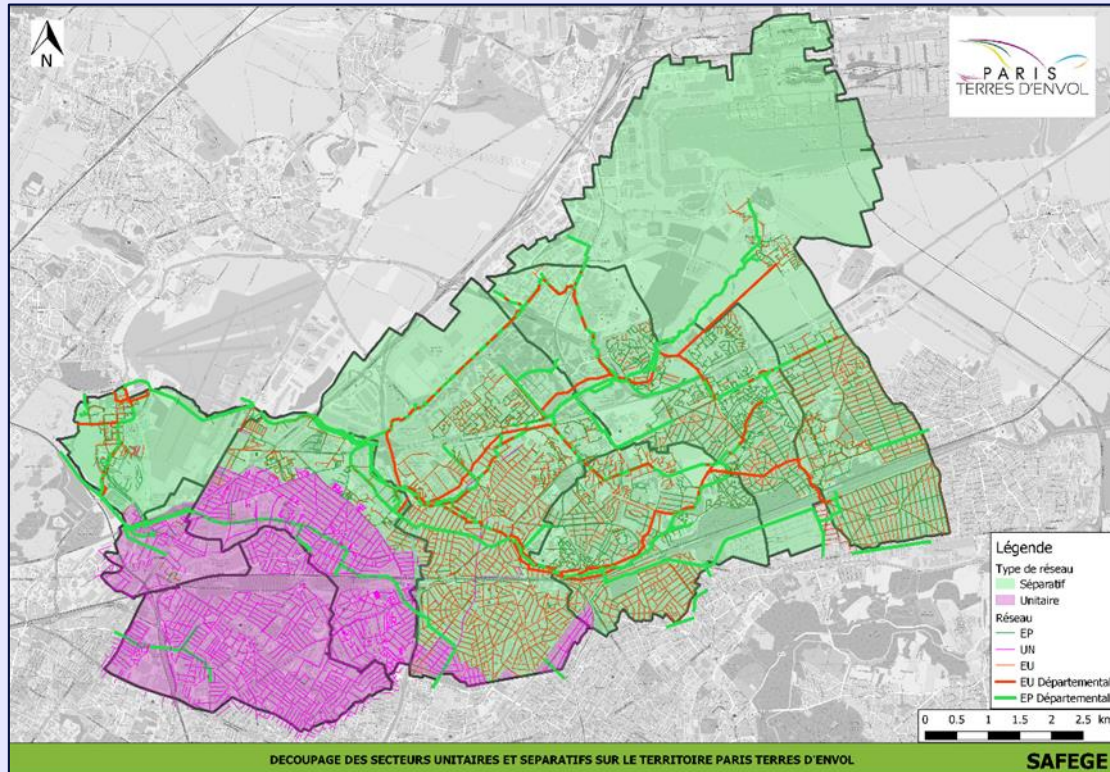 N
PARIS
TERRES D'ENVOL
Légende
Type de réseau
Séparatif
Unitaire
Réseau
EP
UN
EU
EU Départemental
EP Départemental
0 0.5 1 1.5 2 2.5 km
DECOUPAGE DES SECTEURS UNITAIRES ET SEPARATIFS SUR LE TERRITOIRE PARIS TERRES D'ENVOL
SAFEGE